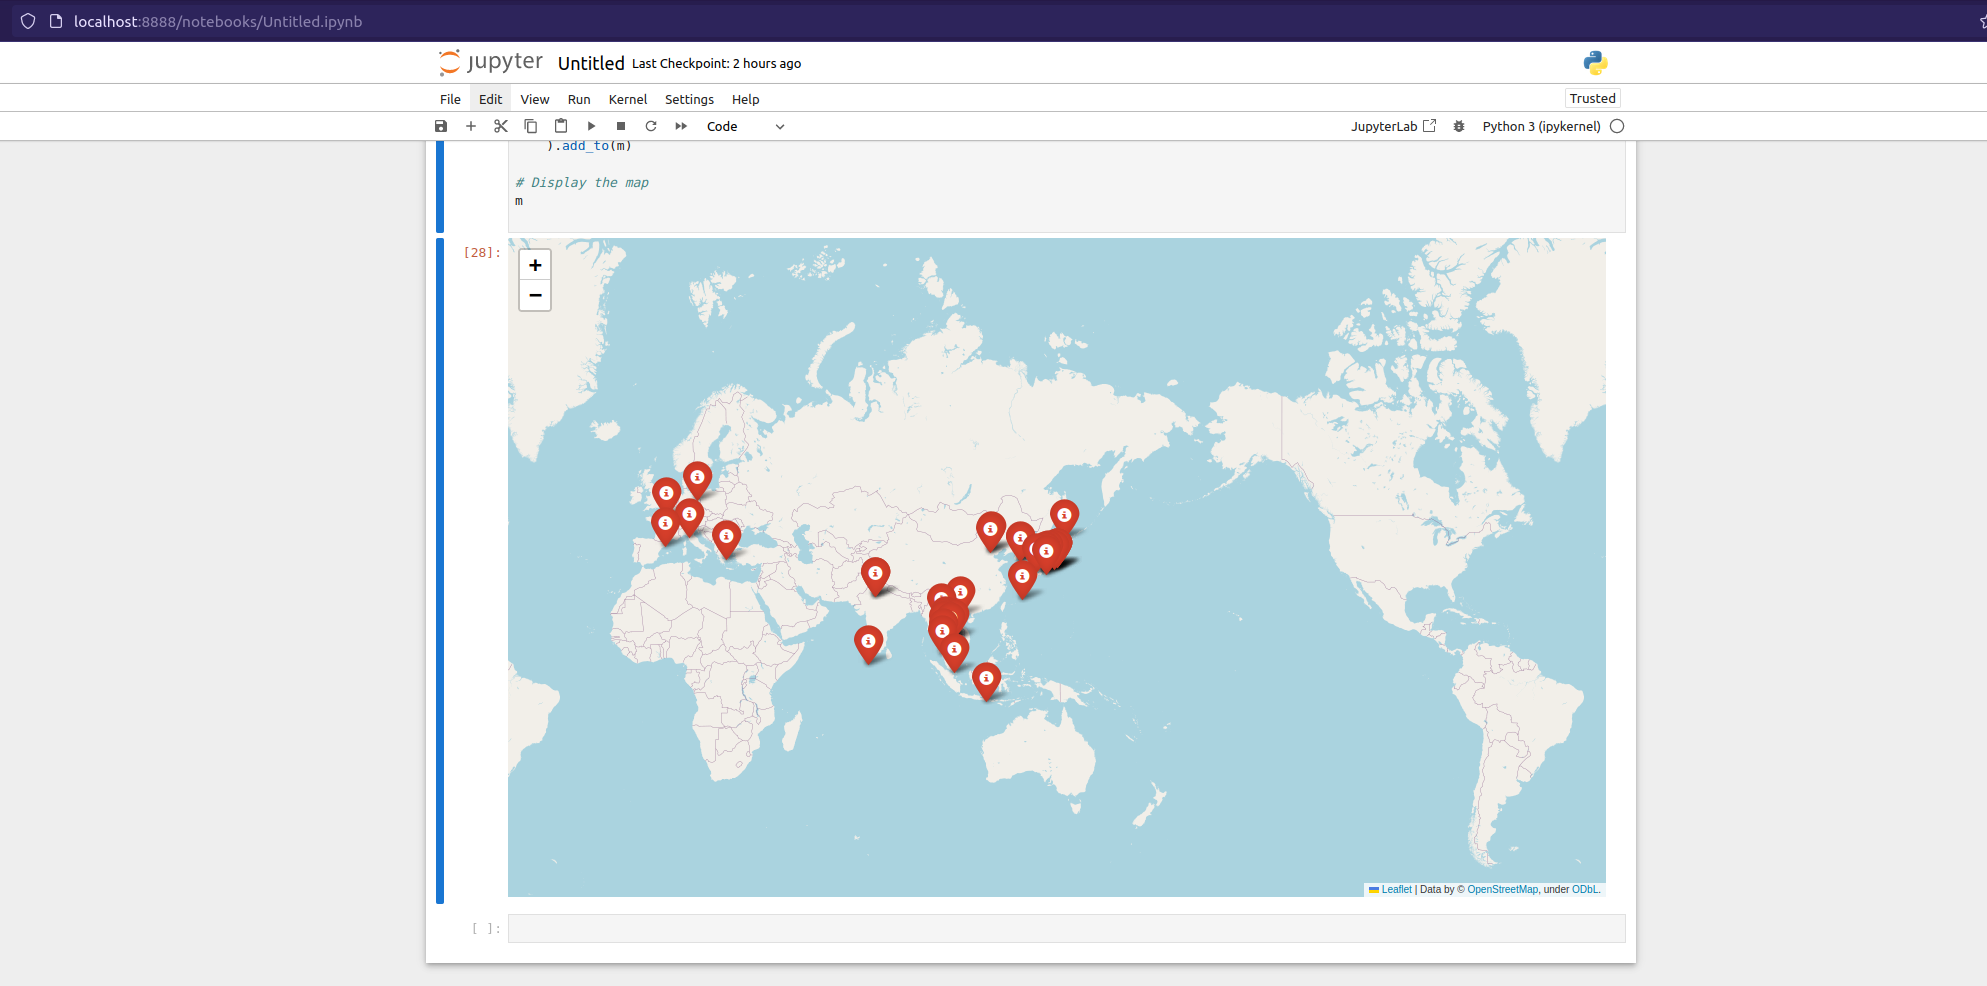 localhost:8888/notebooks/Untitled.ipynb
jupyter Untitled Last Checkpoint: 2 hours ago
File Edit View Run Kernel Settings Help Trusted
Code JupyterLab Python 3 (ipykernel)
).add_to(m)
# Display the map
m
[28]:
+
−
Leaflet | Data by © OpenStreetMap, under ODbL.
[ ]: